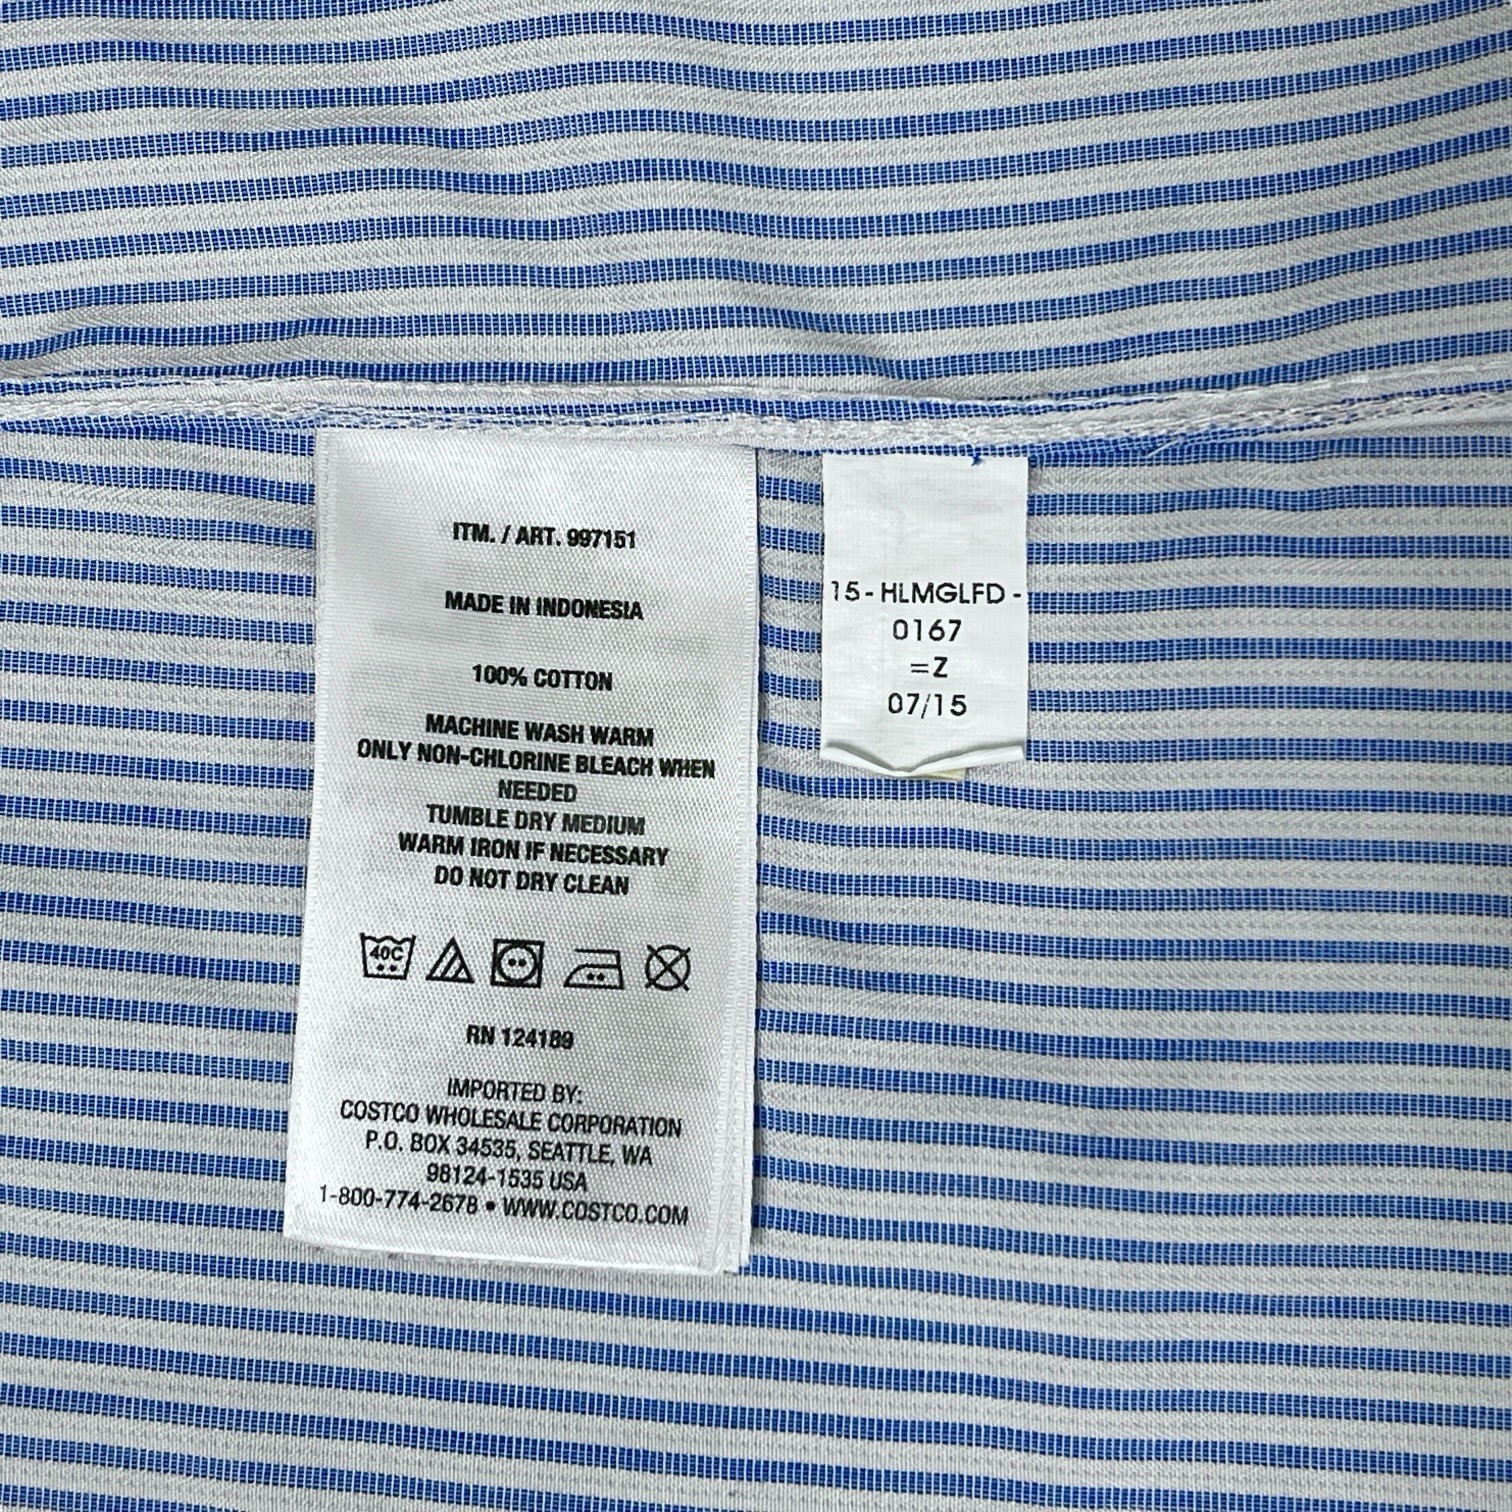 ITM. / ART. 997151
MADE IN INDONESIA
100% COTTON
MACHINE WASH WARM
ONLY NON-CHLORINE BLEACH WHEN
NEEDED
TUMBLE DRY MEDIUM
WARM IRON IF NECESSARY
DO NOT DRY CLEAN
40C
RN 124189
IMPORTED BY:
COSTCO WHOLESALE CORPORATION
P.O. BOX 34535, SEATTLE, WA
98124-1535 USA
1-800-774-2678 • WWW.COSTCO.COM
15-HLMGLFD-
0167
=Z
07/15